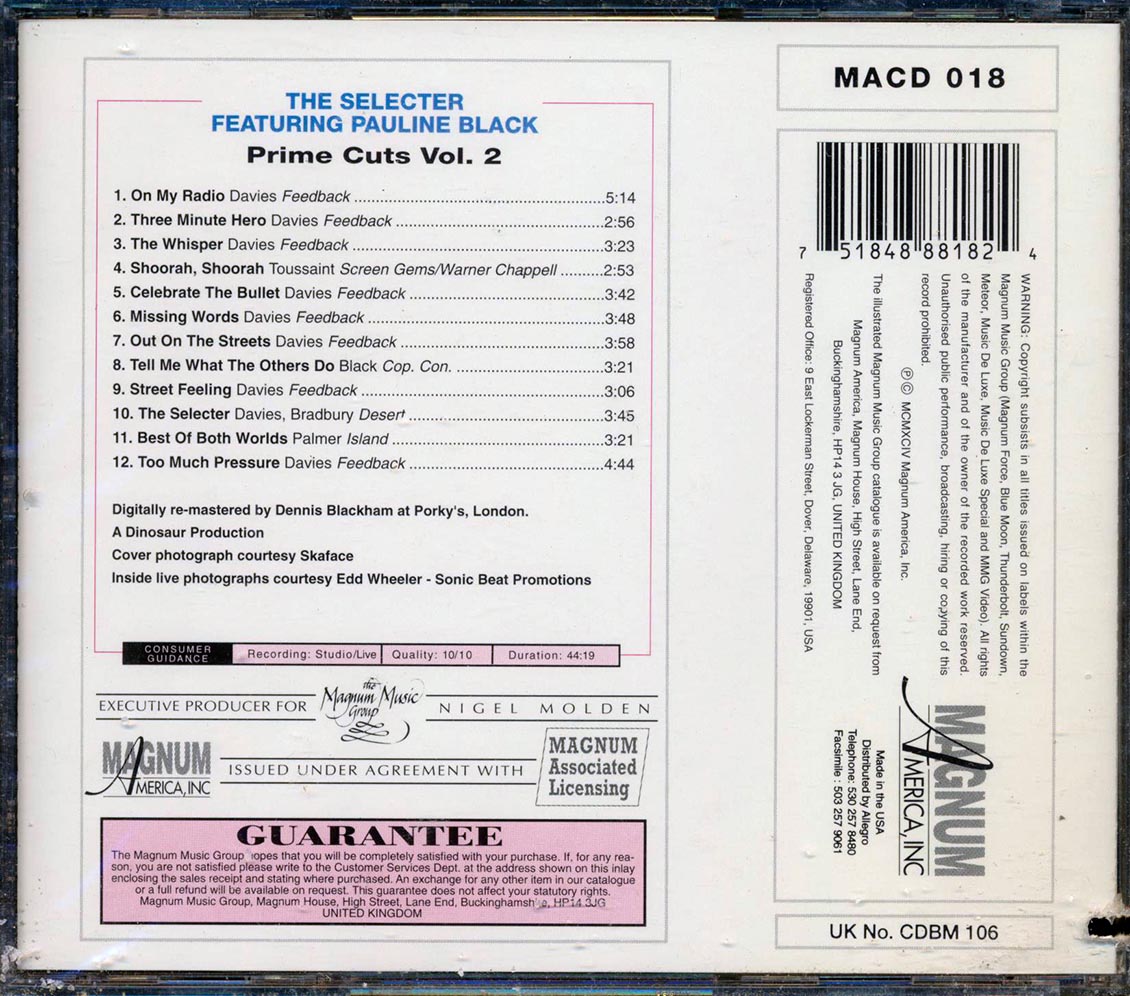 THE SELECTER
FEATURING PAULINE BLACK
Prime Cuts Vol. 2
1. On My Radio Davies Feedback ........5:14
2. Three Minute Hero Davies Feedback ........2:56
3. The Whisper Davies Feedback ........3:23
4. Shoorah, Shoorah Toussaint Screen Gems/Warner Chappell ........2:53
5. Celebrate The Bullet Davies Feedback ........3:42
6. Missing Words Davies Feedback ........3:48
7. Out On The Streets Davies Feedback ........3:58
8. Tell Me What The Others Do Black Cop. Con. ........3:21
9. Street Feeling Davies Feedback ........3:06
10. The Selecter Davies, Bradbury Desert ........3:45
11. Best Of Both Worlds Palmer Island ........3:21
12. Too Much Pressure Davies Feedback ........4:44
Digitally re-mastered by Dennis Blackham at Porky's, London.
A Dinosaur Production
Cover photograph courtesy Skaface
Inside live photographs courtesy Edd Wheeler - Sonic Beat Promotions
CONSUMER
GUIDANCE
Recording: Studio/Live
Quality: 10/10
Duration: 44:19
EXECUTIVE PRODUCER FOR the Magnum Music Group NIGEL MOLDEN
MAGNUM
AMERICA, INC
ISSUED UNDER AGREEMENT WITH
MAGNUM
Associated
Licensing
GUARANTEE
The Magnum Music Group hopes that you will be completely satisfied with your purchase. If, for any rea-
son, you are not satisfied please write to the Customer Services Dept. at the address shown on this inlay
enclosing the sales receipt and stating where purchased. An exchange for any other item in our catalogue
or a full refund will be available on request. This guarantee does not affect your statutory rights.
Magnum Music Group, Magnum House, High Street, Lane End, Buckinghamshire, HP14 3JG
UNITED KINGDOM
MACD 018
7 51848 88182 4
WARNING: Copyright subsists in all titles issued on labels within the
Magnum Music Group (Magnum Force, Blue Moon, Thunderbolt, Sundown,
Meteor, Music De Luxe, Music De Luxe Special and MMG Video). All rights
of the manufacturer and of the owner of the recorded work reserved.
Unauthorised public performance, broadcasting, hiring or copying of this
record prohibited.
℗© MCMXCIV Magnum America, Inc.
The illustrated Magnum Music Group catalogue is available on request from
Magnum America, Magnum House, High Street, Lane End,
Buckinghamshire, HP14 3 JG, UNITED KINGDOM
Registered Office: 9 East Lockerman Street, Dover, Delaware, 19901, USA
MAGNUM
AMERICA, INC
Made in the USA
Distributed by Allegro
Telephone: 530 257 8480
Facsimile : 503 257 9061
UK No. CDBM 106